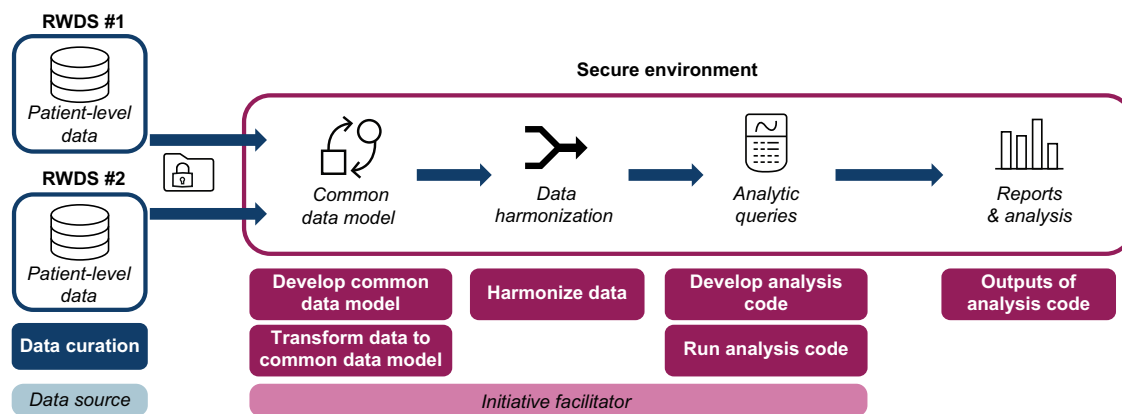 RWDS #1
Patient-level
data
RWDS #2
Patient-level
data
Secure environment
Common
data model
Data
harmonization
Analytic
queries
Reports
& analysis
Data curation
Data source
Develop common
data model
Transform data to
common data model
Harmonize data
Develop analysis
code
Run analysis code
Outputs of
analysis code
Initiative facilitator